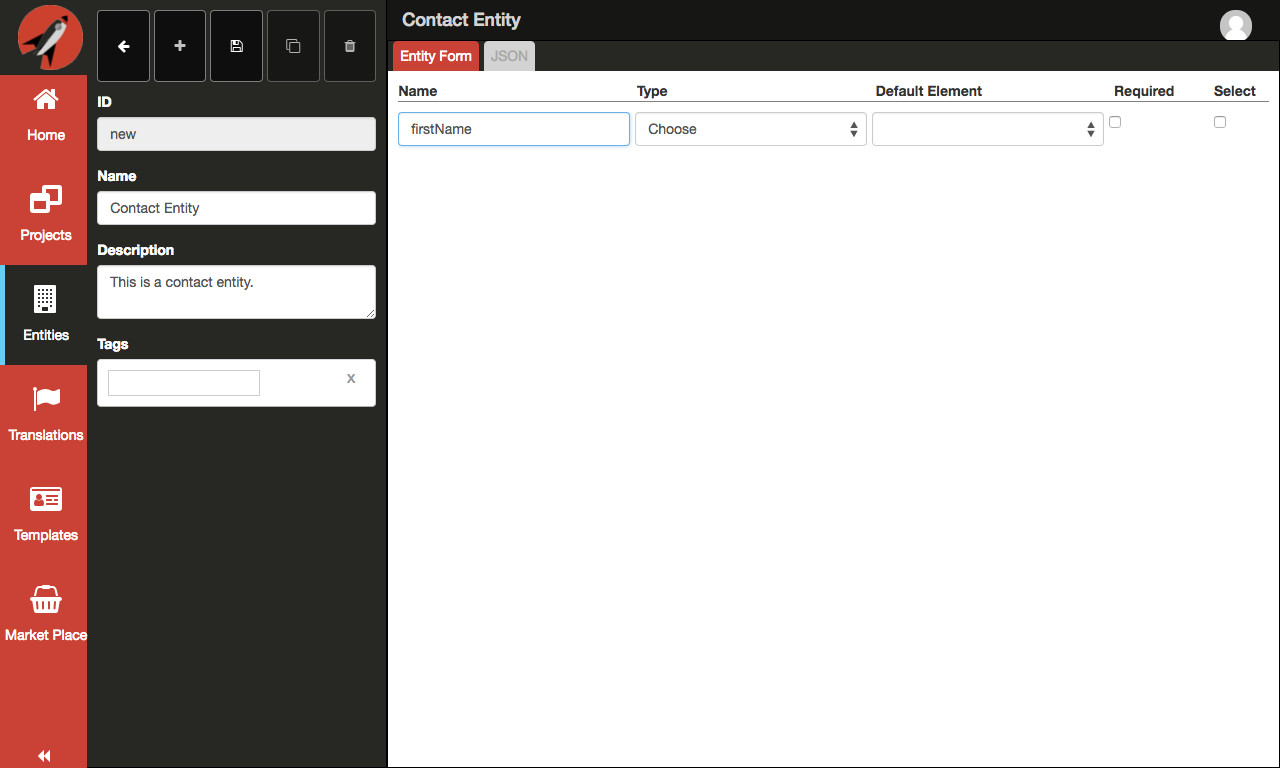 Contact Entity
Entity Form JSON
Home
Projects
Entities
Translations
Templates
Market Place
ID
new
Name
Contact Entity
Description
This is a contact entity.
Tags
x
Name Type Default Element Required Select
firstName Choose